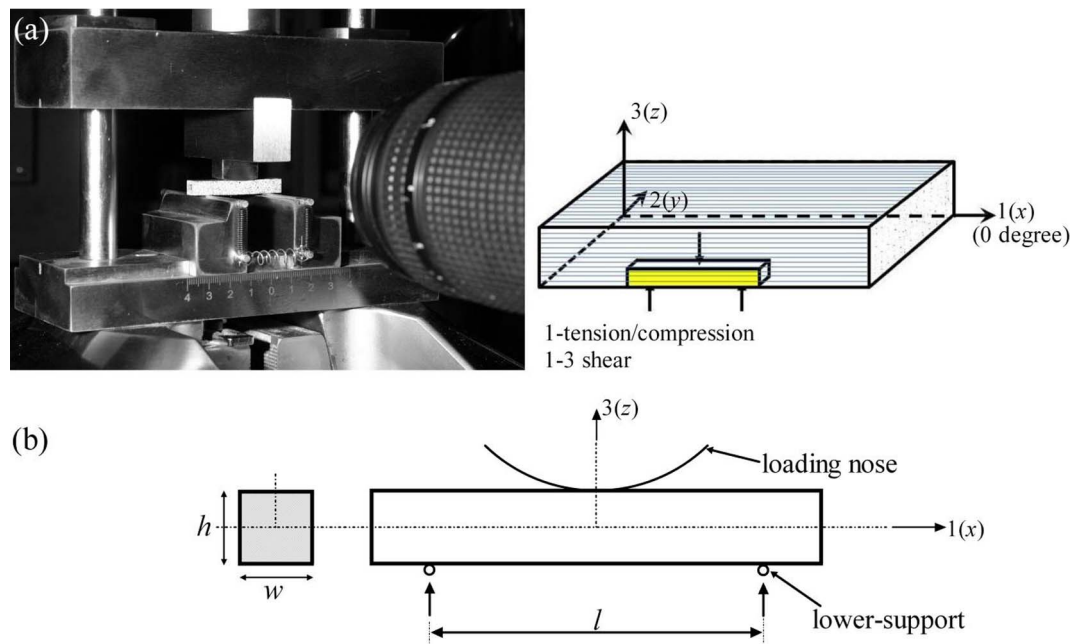 (a)
4 3 2 1 0 1 2 3
3(z)
2(y)
1(x)
(0 degree)
1-tension/compression
1-3 shear
(b)
3(z)
loading nose
h
1(x)
w
l
lower-support